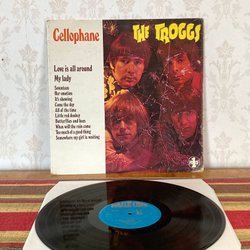 Cellophane
THE TROGGS
Love is all around
My lady
Seventeen
Her emotion
It's showing
Come the day
All of the time
Little red donkey
Butterflies and bees
When will the rain come
Too much of a good thing
Somewhere my girl is waiting